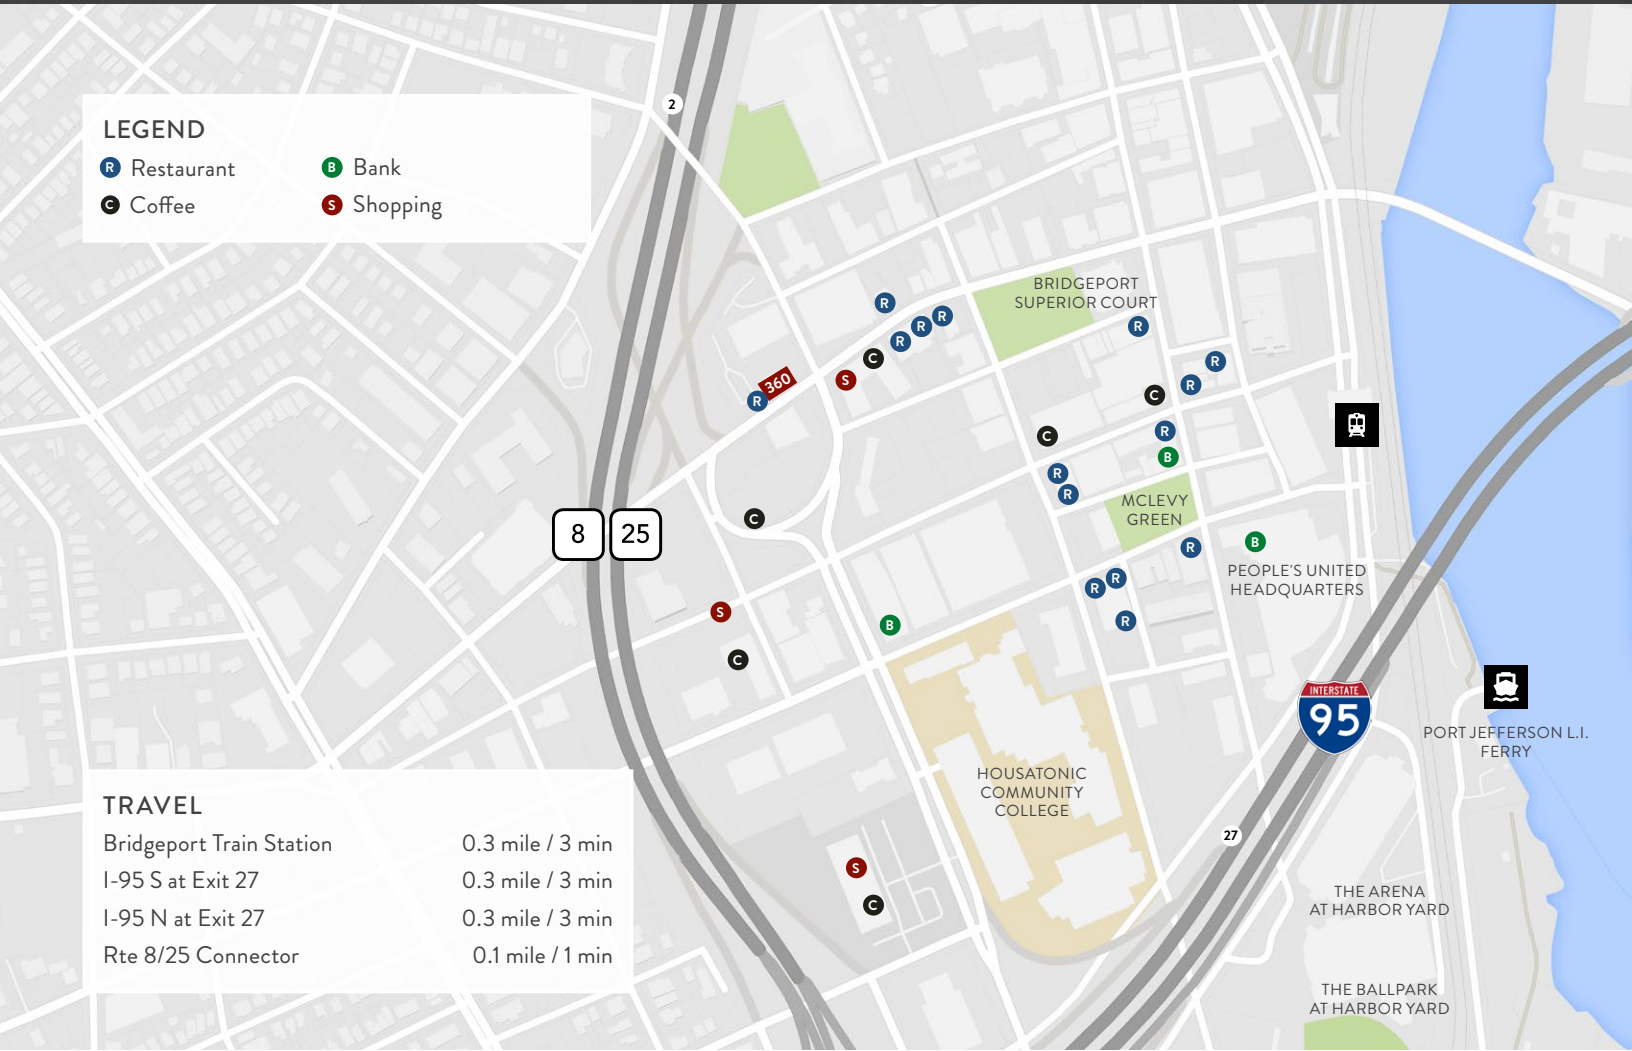 2
LEGEND
R Restaurant
B Bank
C Coffee
S Shopping
BRIDGEPORT
SUPERIOR COURT
R
R
R
R
R
C
R
R
S
360
R
R
C
R
C
B
R
R
MCLEVY
GREEN
C
8
25
R
B
PEOPLE'S UNITED
HEADQUARTERS
R
R
S
R
B
C
INTERSTATE
95
PORT JEFFERSON L.I.
FERRY
HOUSATONIC
COMMUNITY
COLLEGE
TRAVEL
Bridgeport Train Station 0.3 mile / 3 min
I-95 S at Exit 27 0.3 mile / 3 min
I-95 N at Exit 27 0.3 mile / 3 min
Rte 8/25 Connector 0.1 mile / 1 min
27
S
C
THE ARENA
AT HARBOR YARD
THE BALLPARK
AT HARBOR YARD